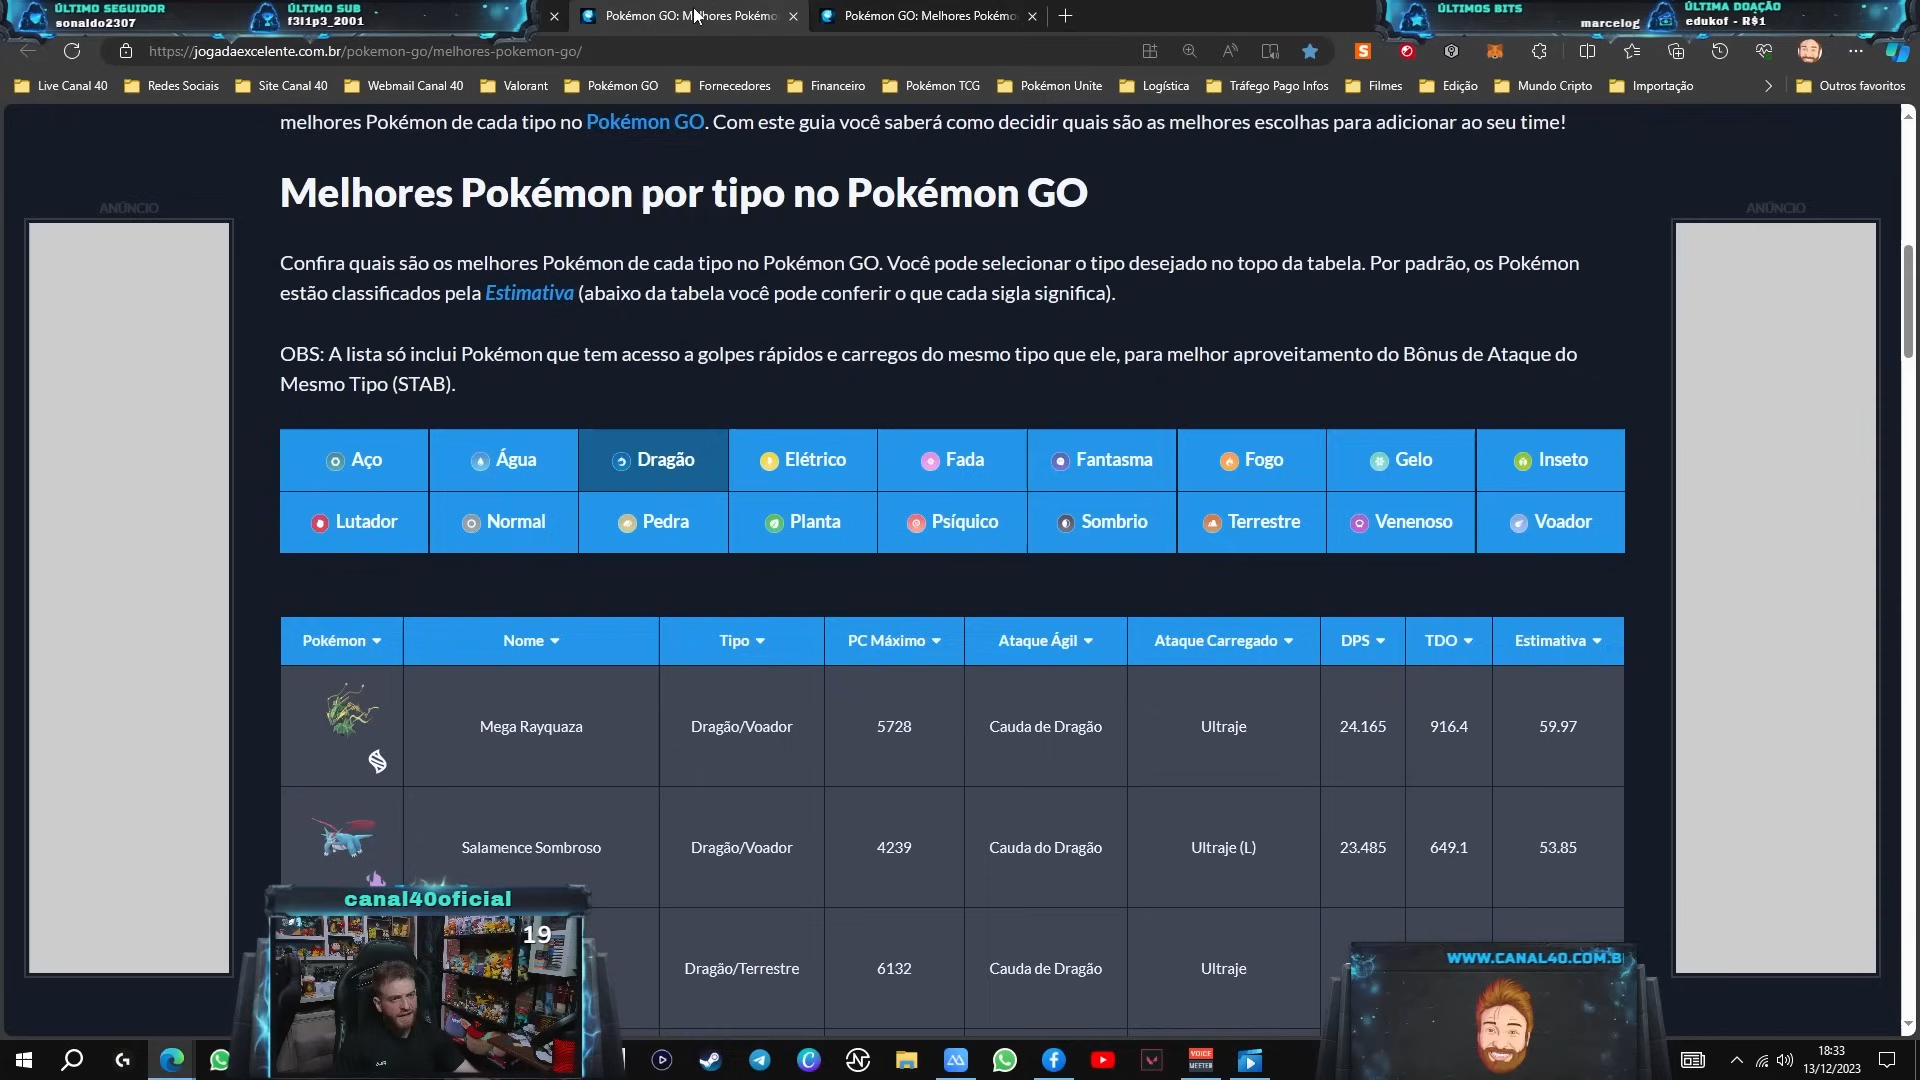 ÚLTIMO SEGUIDOR
sonaldo2307
ÚLTIMO SUB
f3l1p3_2001
Pokémon GO: Melhores Pokémo
Pokémon GO: Melhores Pokémo
ÚLTIMOS BITS
marcelog
ÚLTIMA DOAÇÃO
edukof - R$1
https://jogadaexcelente.com.br/pokemon-go/melhores-pokemon-go/
Live Canal 40
Redes Sociais
Site Canal 40
Webmail Canal 40
Valorant
Pokémon GO
Fornecedores
Financeiro
Pokémon TCG
Pokémon Unite
Logística
Tráfego Pago Infos
Filmes
Edição
Mundo Cripto
Importação
Outros favoritos
melhores Pokémon de cada tipo no Pokémon GO. Com este guia você saberá como decidir quais são as melhores escolhas para adicionar ao seu time!
Melhores Pokémon por tipo no Pokémon GO
ANÚNCIO
ANÚNCIO
Confira quais são os melhores Pokémon de cada tipo no Pokémon GO. Você pode selecionar o tipo desejado no topo da tabela. Por padrão, os Pokémon
estão classificados pela Estimativa (abaixo da tabela você pode conferir o que cada sigla significa).
OBS: A lista só inclui Pokémon que tem acesso a golpes rápidos e carregos do mesmo tipo que ele, para melhor aproveitamento do Bônus de Ataque do
Mesmo Tipo (STAB).
Aço Água Dragão Elétrico Fada Fantasma Fogo Gelo Inseto
Lutador Normal Pedra Planta Psíquico Sombrio Terrestre Venenoso Voador
Pokémon Nome Tipo PC Máximo Ataque Ágil Ataque Carregado DPS TDO Estimativa
Mega Rayquaza Dragão/Voador 5728 Cauda de Dragão Ultraje 24.165 916.4 59.97
Salamence Sombroso Dragão/Voador 4239 Cauda do Dragão Ultraje (L) 23.485 649.1 53.85
Dragão/Terrestre 6132 Cauda de Dragão Ultraje
canal40oficial
19
WWW.CANAL40.COM.B
VOICE
MEETER
18:33
13/12/2023